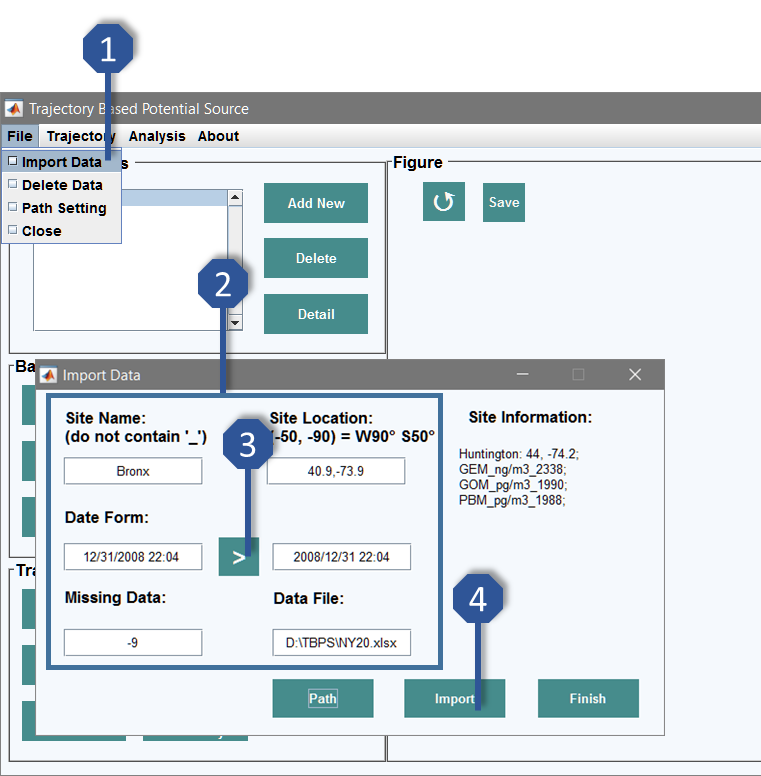 1
Trajectory Based Potential Source
File Trajectory Analysis About
Import Data s
Delete Data
Path Setting
Close
Figure
Add New
Save
Delete
Detail
2
Ba
Import Data
Site Name:
(do not contain '_')
Site Location:
(-50, -90) = W90° S50°
Bronx
40.9,-73.9
Site Information:
Huntington: 44, -74.2;
GEM_ng/m3_2338;
GOM_pg/m3_1990;
PBM_pg/m3_1988;
3
Date Form:
12/31/2008 22:04
>
2008/12/31 22:04
Missing Data:
Data File:
-9
D:\TBPS\NY20.xlsx
4
Path
Import
Finish
Tra